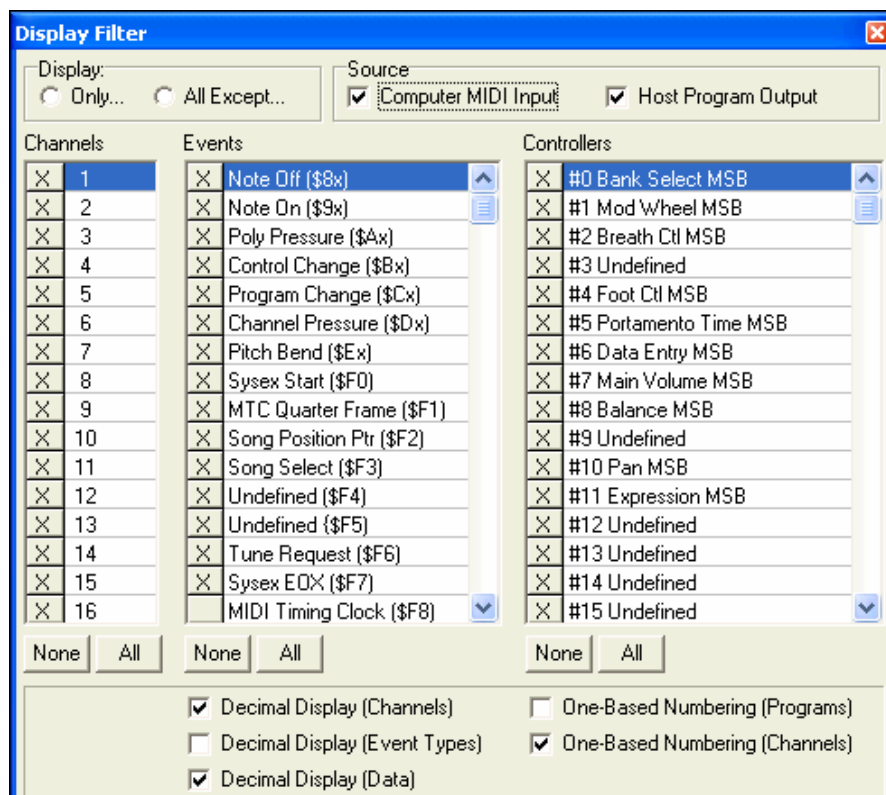 Display Filter
Display:
Only...
All Except...
Source
Computer MIDI Input
Host Program Output
Channels
X 1
X 2
X 3
X 4
X 5
X 6
X 7
X 8
X 9
X 10
X 11
X 12
X 13
X 14
X 15
X 16
None All
Events
X Note Off ($8x)
X Note On ($9x)
X Poly Pressure ($Ax)
X Control Change ($Bx)
X Program Change ($Cx)
X Channel Pressure ($Dx)
X Pitch Bend ($Ex)
X Sysex Start ($F0)
X MTC Quarter Frame ($F1)
X Song Position Ptr ($F2)
X Song Select ($F3)
X Undefined ($F4)
X Undefined {$F5)
X Tune Request ($F6)
X Sysex EOX ($F7)
MIDI Timing Clock ($F8)
None All
Controllers
X #0 Bank Select MSB
X #1 Mod Wheel MSB
X #2 Breath Ctl MSB
X #3 Undefined
X #4 Foot Ctl MSB
X #5 Portamento Time MSB
X #6 Data Entry MSB
X #7 Main Volume MSB
X #8 Balance MSB
X #9 Undefined
X #10 Pan MSB
X #11 Expression MSB
X #12 Undefined
X #13 Undefined
X #14 Undefined
X #15 Undefined
None All
Decimal Display (Channels)
Decimal Display (Event Types)
Decimal Display (Data)
One-Based Numbering (Programs)
One-Based Numbering (Channels)